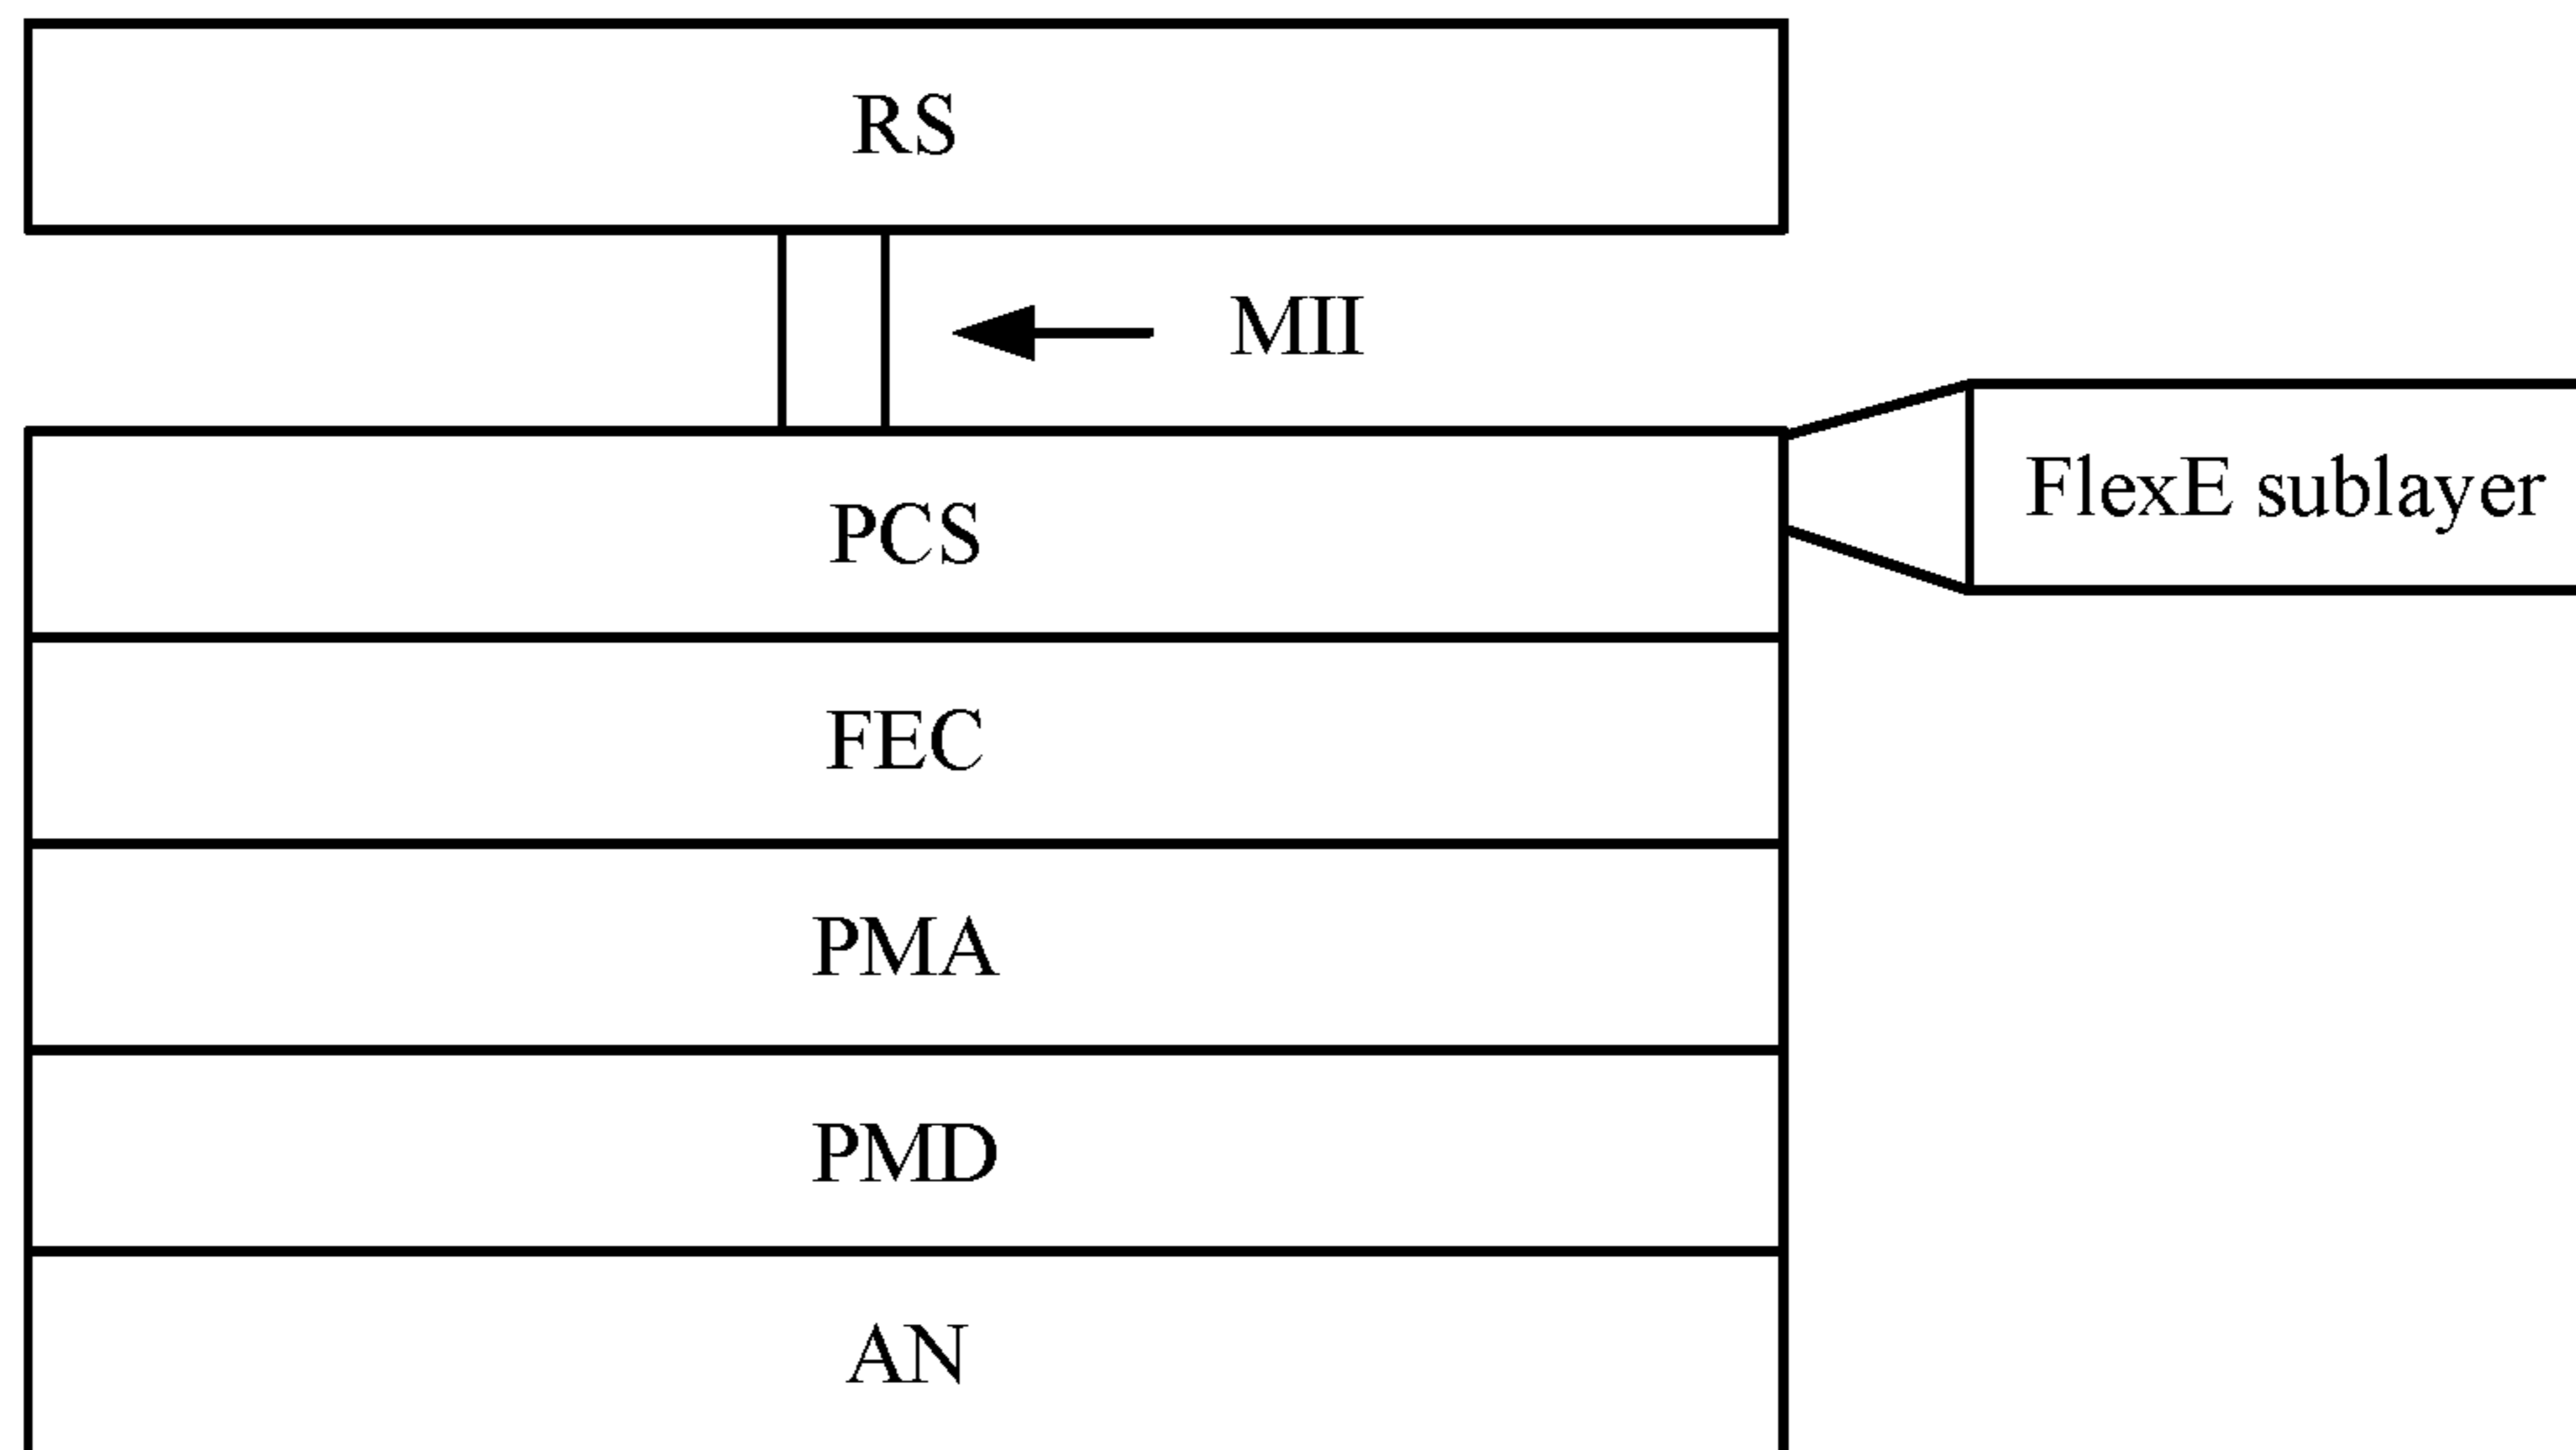 RS
MII
FlexE sublayer
PCS
FEC
PMA
PMD
AN